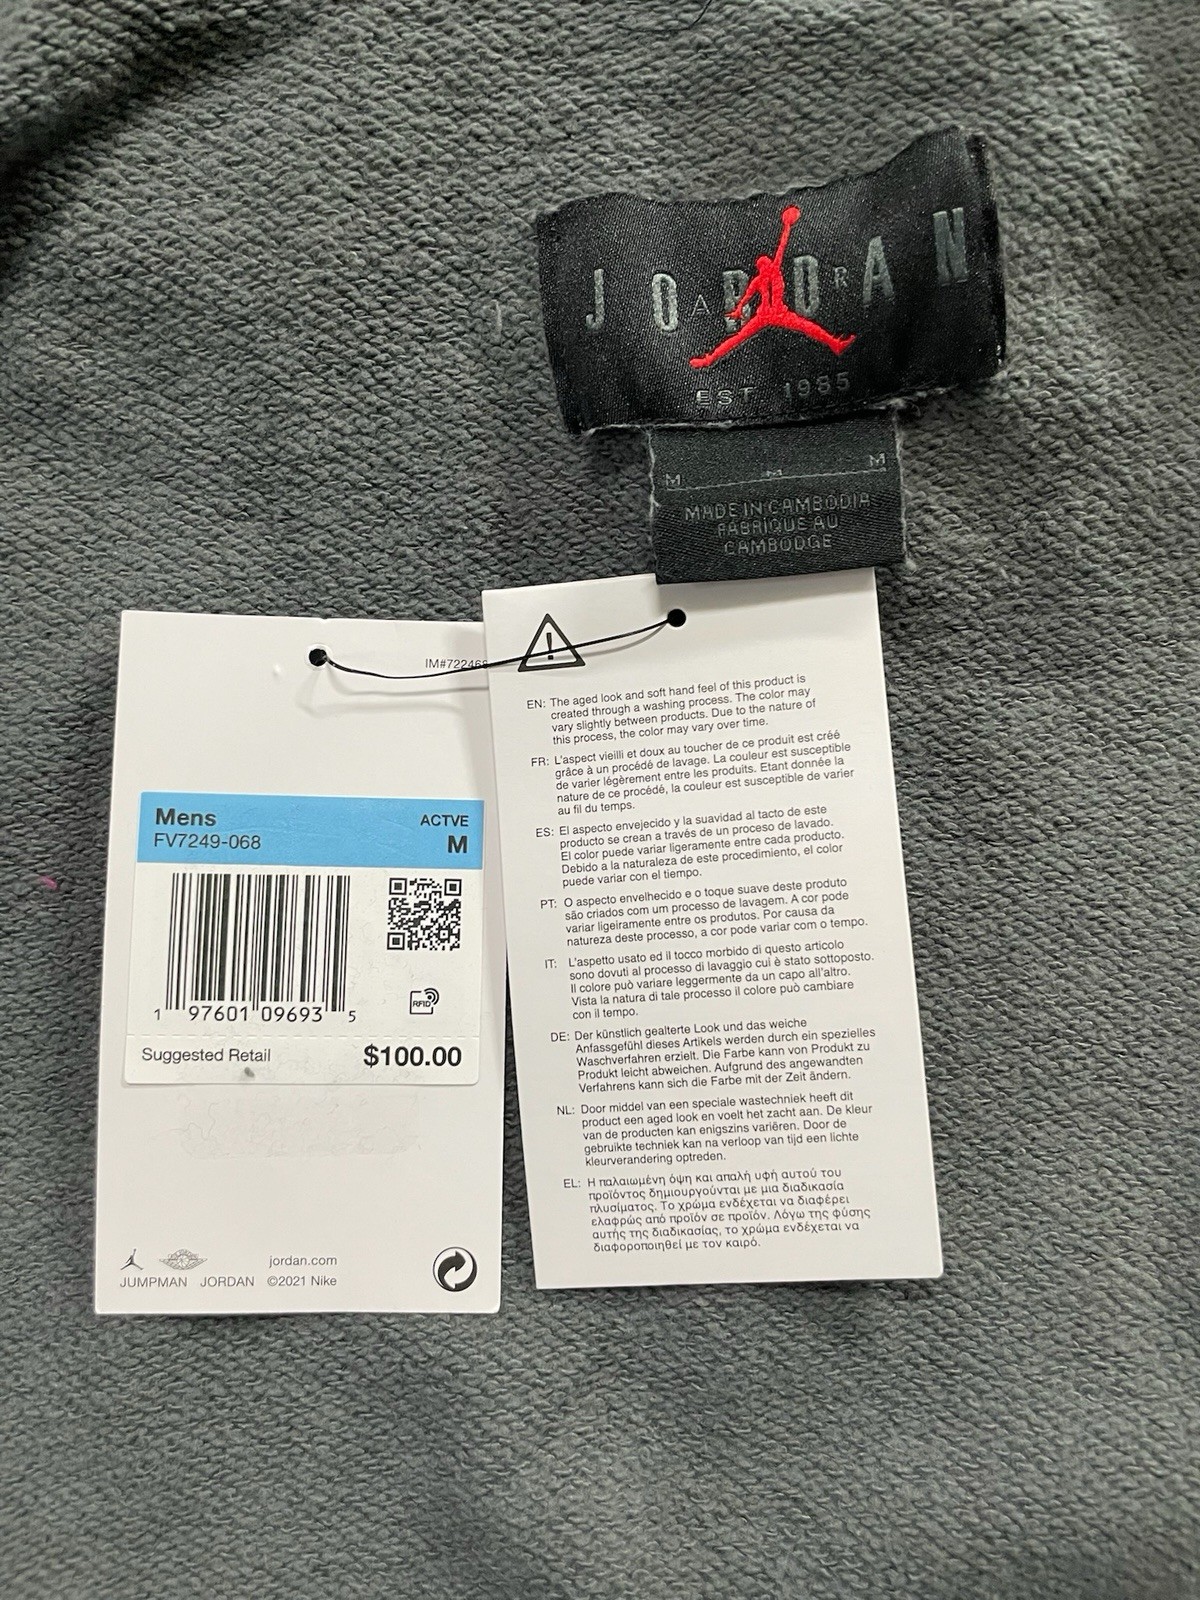 J O R D A N
A R
EST. 1985
M M M
MADE IN CAMBODIA
FABRIQUE AU
CAMBODGE
IM#722468
Mens ACTVE
FV7249-068 M
1 97601 09693 5
RFID
Suggested Retail $100.00
jordan.com
JUMPMAN JORDAN ©2021 Nike
EN: The aged look and soft hand feel of this product is
created through a washing process. The color may
vary slightly between products. Due to the nature of
this process, the color may vary over time.
FR: L'aspect vieilli et doux au toucher de ce produit est créé
grâce à un procédé de lavage. La couleur est susceptible
de varier légèrement entre les produits. Etant donnée la
nature de ce procédé, la couleur est susceptible de varier
au fil du temps.
ES: El aspecto envejecido y la suavidad al tacto de este
producto se crean a través de un proceso de lavado.
El color puede variar ligeramente entre cada producto.
Debido a la naturaleza de este procedimiento, el color
puede variar con el tiempo.
PT: O aspecto envelhecido e o toque suave deste produto
são criados com um processo de lavagem. A cor pode
variar ligeiramente entre os produtos. Por causa da
natureza deste processo, a cor pode variar com o tempo.
IT: L'aspetto usato ed il tocco morbido di questo articolo
sono dovuti al processo di lavaggio cui è stato sottoposto.
Il colore può variare leggermente da un capo all'altro.
Vista la natura di tale processo il colore può cambiare
con il tempo.
DE: Der künstlich gealterte Look und das weiche
Anfassgefühl dieses Artikels werden durch ein spezielles
Waschverfahren erzielt. Die Farbe kann von Produkt zu
Produkt leicht abweichen. Aufgrund des angewandten
Verfahrens kann sich die Farbe mit der Zeit ändern.
NL: Door middel van een speciale wastechniek heeft dit
product een aged look en voelt het zacht aan. De kleur
van de producten kan enigszins variëren. Door de
gebruikte techniek kan na verloop van tijd een lichte
kleurverandering optreden.
EL: Η παλαιωμένη όψη και απαλή υφή αυτού του
προϊόντος δημιουργούνται με μια διαδικασία
πλυσίματος. Το χρώμα ενδέχεται να διαφέρει
ελαφρώς από προϊόν σε προϊόν. Λόγω της φύσης
αυτής της διαδικασίας, το χρώμα ενδέχεται να
διαφοροποιηθεί με τον καιρό.